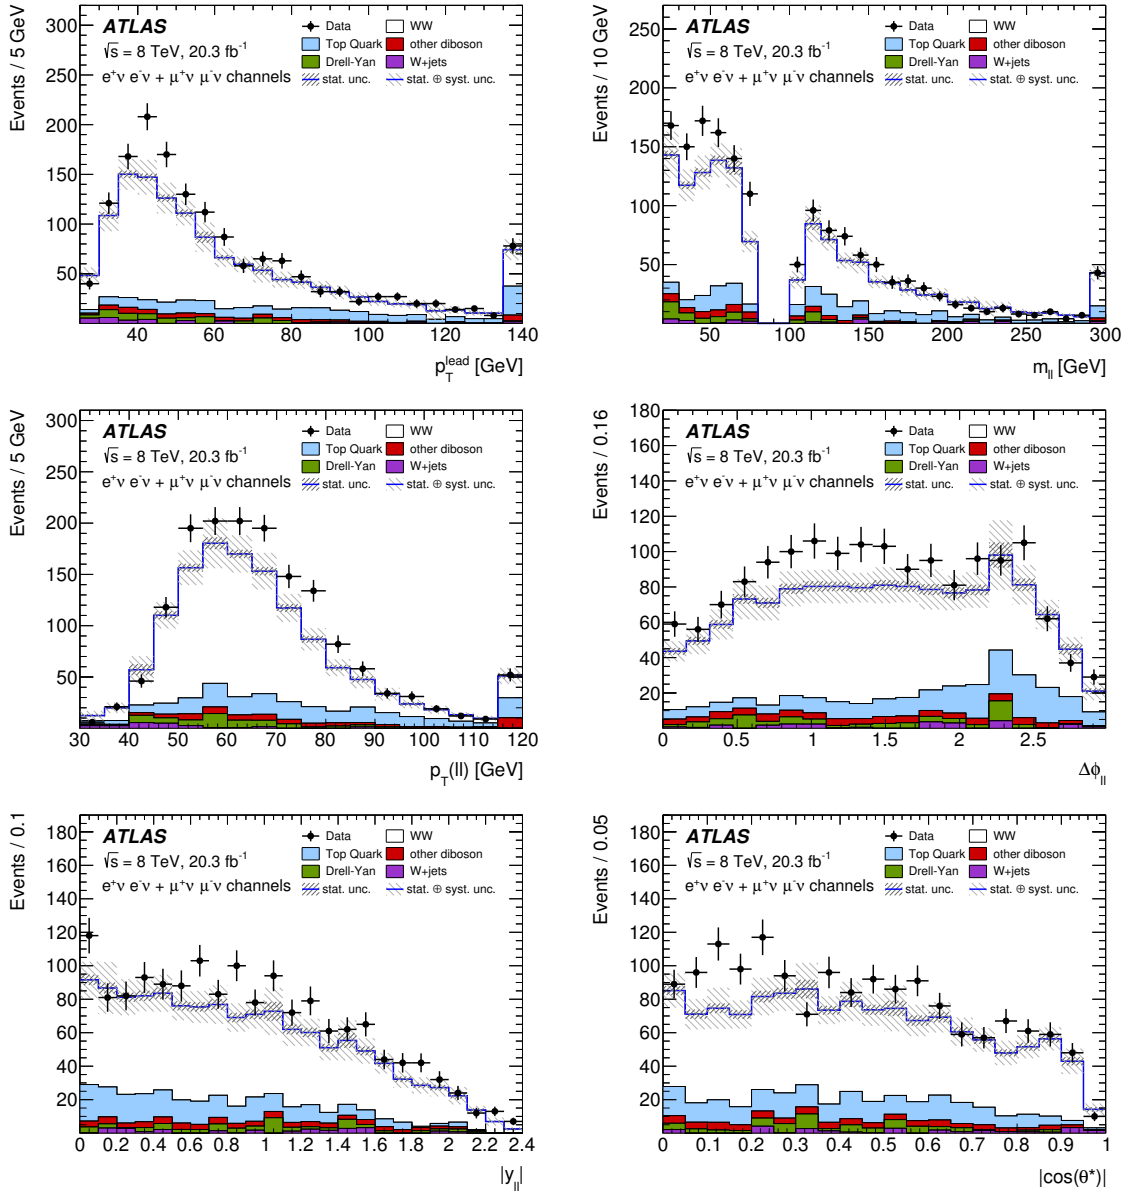 Events / 5 GeV
300
250
200
150
100
50
ATLAS
√s = 8 TeV, 20.3 fb⁻¹
e⁺ν e⁻ν + μ⁺ν μ⁻ν channels
Data
WW
Top Quark
other diboson
Drell-Yan
W+jets
stat. unc.
stat. ⊕ syst. unc.
40 60 80 100 120 140
p_T^lead [GeV]
Events / 10 GeV
250
200
150
100
50
ATLAS
√s = 8 TeV, 20.3 fb⁻¹
e⁺ν e⁻ν + μ⁺ν μ⁻ν channels
Data
WW
Top Quark
other diboson
Drell-Yan
W+jets
stat. unc.
stat. ⊕ syst. unc.
50 100 150 200 250 300
m_ll [GeV]
Events / 5 GeV
300
250
200
150
100
50
ATLAS
√s = 8 TeV, 20.3 fb⁻¹
e⁺ν e⁻ν + μ⁺ν μ⁻ν channels
Data
WW
Top Quark
other diboson
Drell-Yan
W+jets
stat. unc.
stat. ⊕ syst. unc.
30 40 50 60 70 80 90 100 110 120
p_T(ll) [GeV]
Events / 0.16
180
160
140
120
100
80
60
40
20
ATLAS
√s = 8 TeV, 20.3 fb⁻¹
e⁺ν e⁻ν + μ⁺ν μ⁻ν channels
Data
WW
Top Quark
other diboson
Drell-Yan
W+jets
stat. unc.
stat. ⊕ syst. unc.
0 0.5 1 1.5 2 2.5
Δφ_ll
Events / 0.1
180
160
140
120
100
80
60
40
20
ATLAS
√s = 8 TeV, 20.3 fb⁻¹
e⁺ν e⁻ν + μ⁺ν μ⁻ν channels
Data
WW
Top Quark
other diboson
Drell-Yan
W+jets
stat. unc.
stat. ⊕ syst. unc.
0 0.2 0.4 0.6 0.8 1 1.2 1.4 1.6 1.8 2 2.2 2.4
|y_ll|
Events / 0.05
180
160
140
120
100
80
60
40
20
ATLAS
√s = 8 TeV, 20.3 fb⁻¹
e⁺ν e⁻ν + μ⁺ν μ⁻ν channels
Data
WW
Top Quark
other diboson
Drell-Yan
W+jets
stat. unc.
stat. ⊕ syst. unc.
0 0.1 0.2 0.3 0.4 0.5 0.6 0.7 0.8 0.9 1
|cos(θ*)|